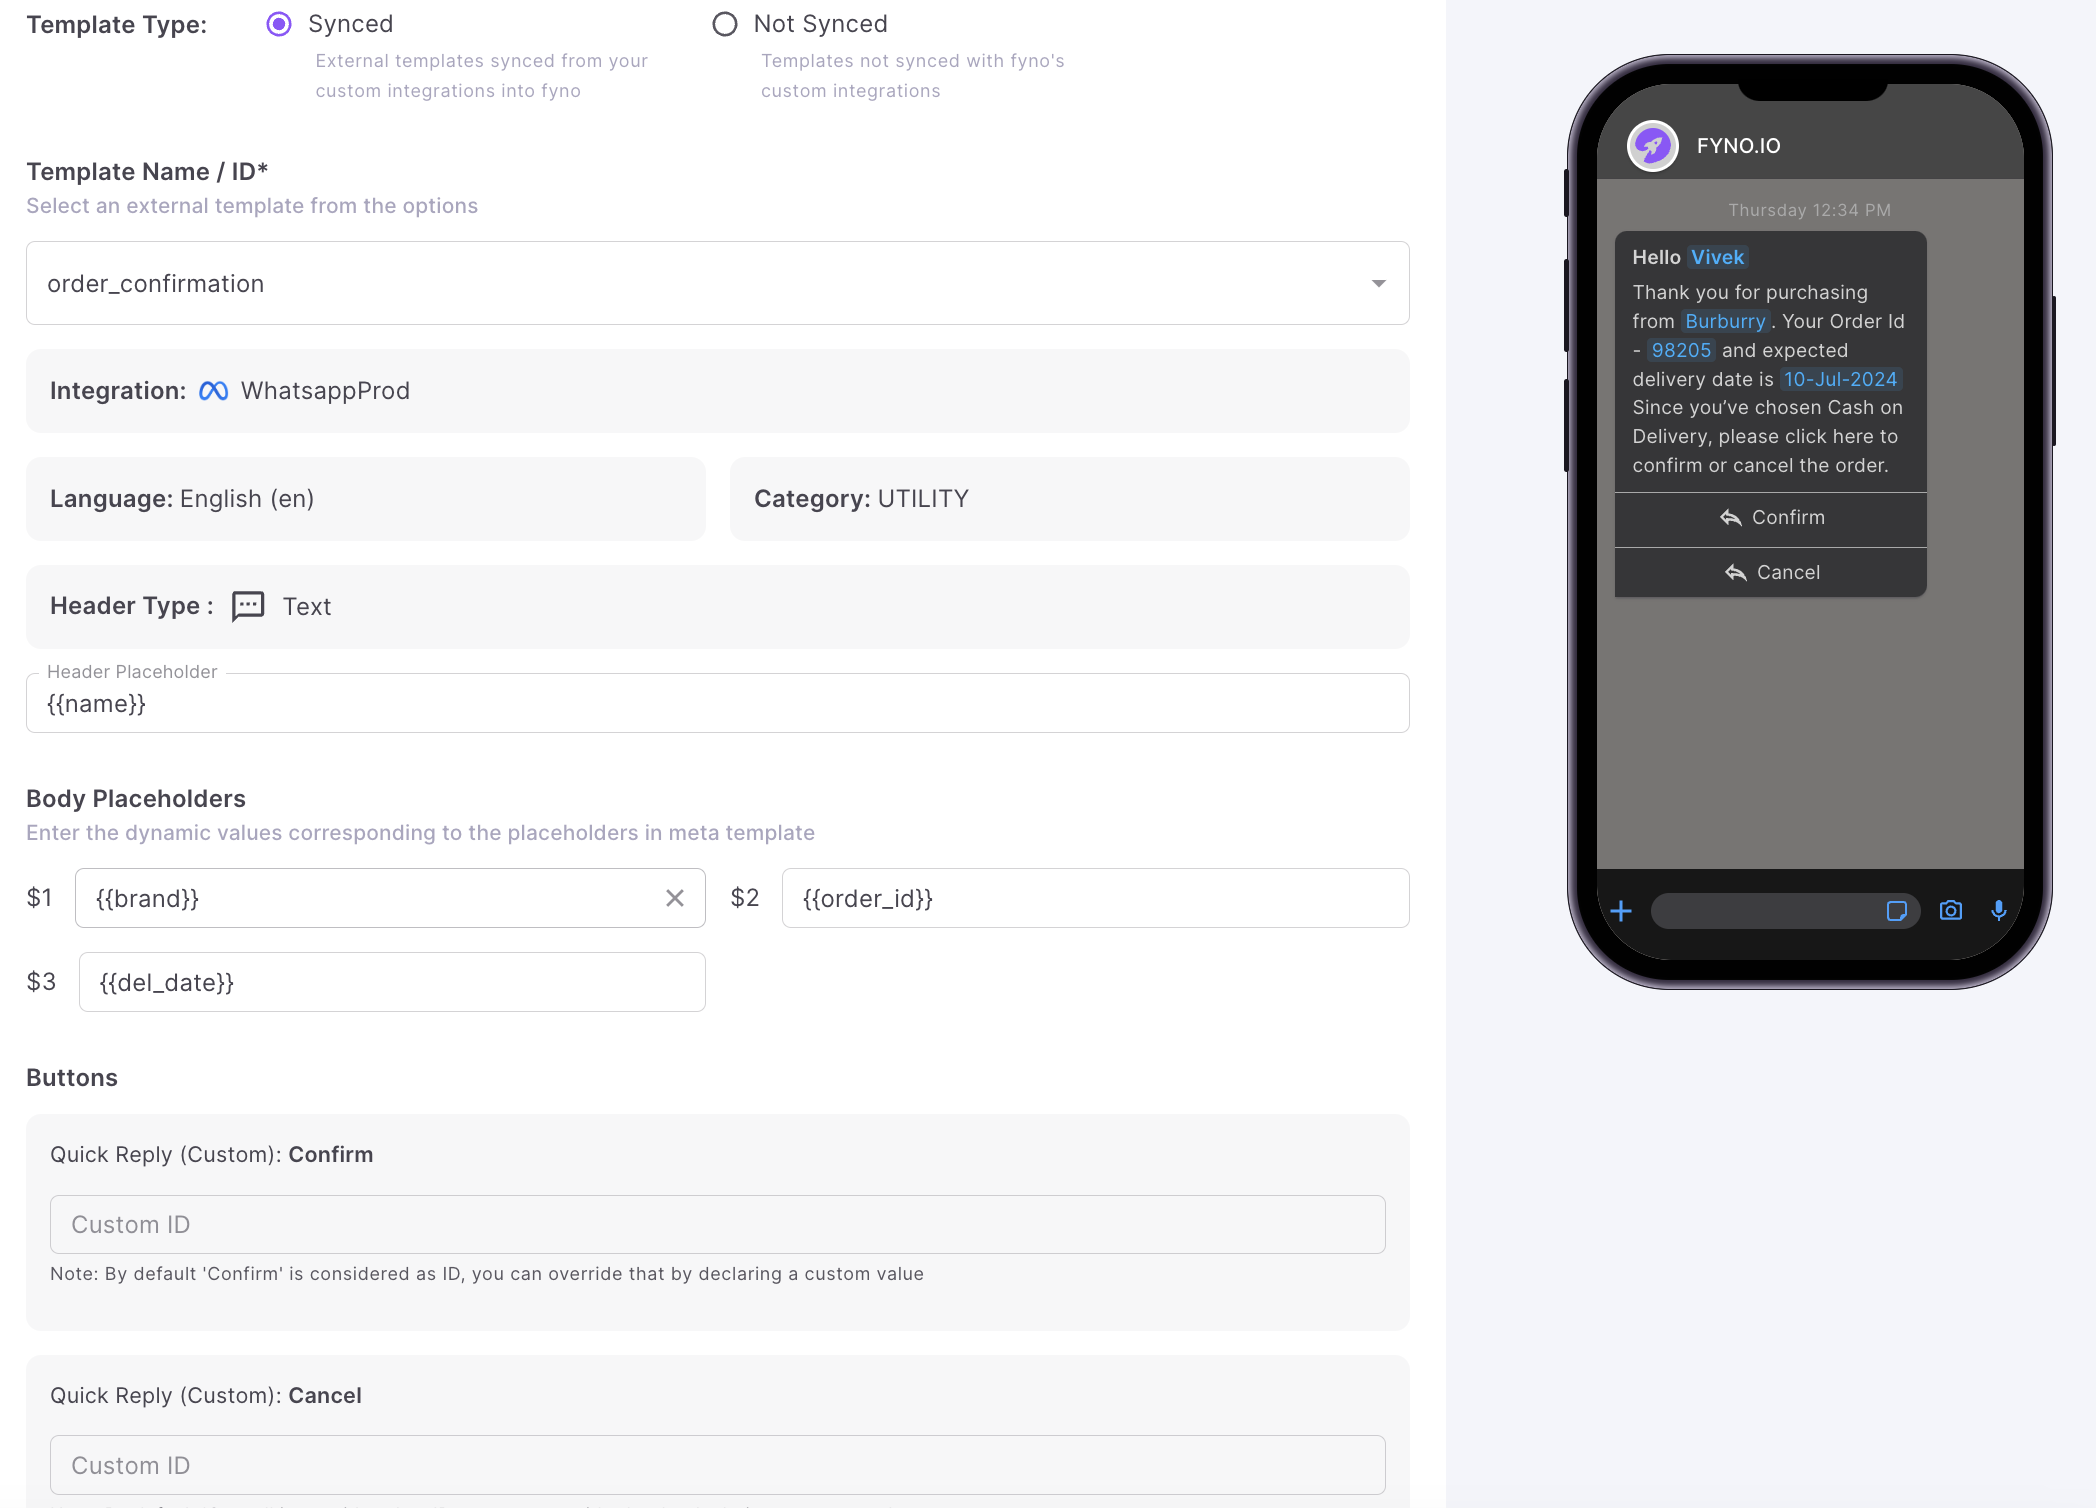 Template Type:
Synced
External templates synced from your
custom integrations into fyno
Not Synced
Templates not synced with fyno's
custom integrations
Template Name / ID*
Select an external template from the options
order_confirmation
Integration: WhatsappProd
Language: English (en)
Category: UTILITY
Header Type : Text
Header Placeholder
{{name}}
Body Placeholders
Enter the dynamic values corresponding to the placeholders in meta template
$1 {{brand}}
$2 {{order_id}}
$3 {{del_date}}
Buttons
Quick Reply (Custom): Confirm
Custom ID
Note: By default 'Confirm' is considered as ID, you can override that by declaring a custom value
Quick Reply (Custom): Cancel
Custom ID
FYNO.IO
Thursday 12:34 PM
Hello Vivek
Thank you for purchasing
from Burburry. Your Order Id
- 98205 and expected
delivery date is 10-Jul-2024
Since you’ve chosen Cash on
Delivery, please click here to
confirm or cancel the order.
Confirm
Cancel